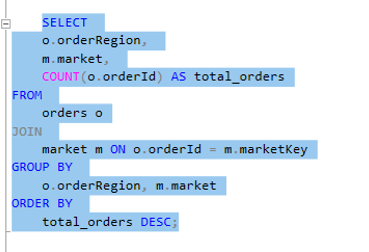 SELECT
o.orderRegion,
m.market,
COUNT(o.orderId) AS total_orders
FROM
orders o
JOIN
market m ON o.orderId = m.marketKey
GROUP BY
o.orderRegion, m.market
ORDER BY
total_orders DESC;